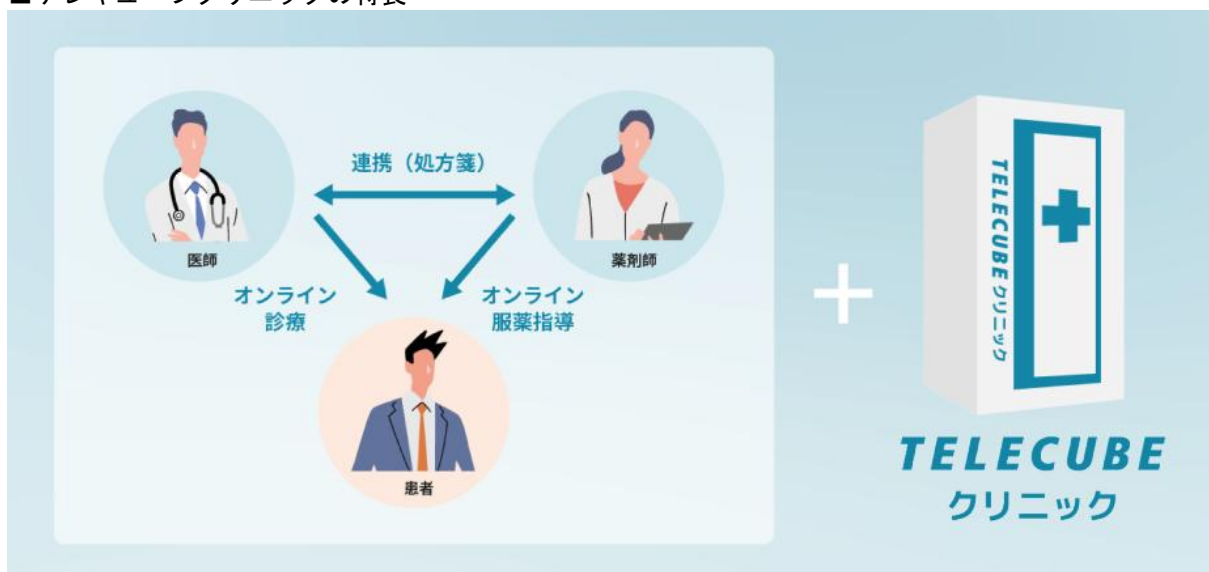 連携（処方箋）
医師
薬剤師
オンライン
診療
オンライン
服薬指導
患者
TELECUBE クリニック
TELECUBE
クリニック